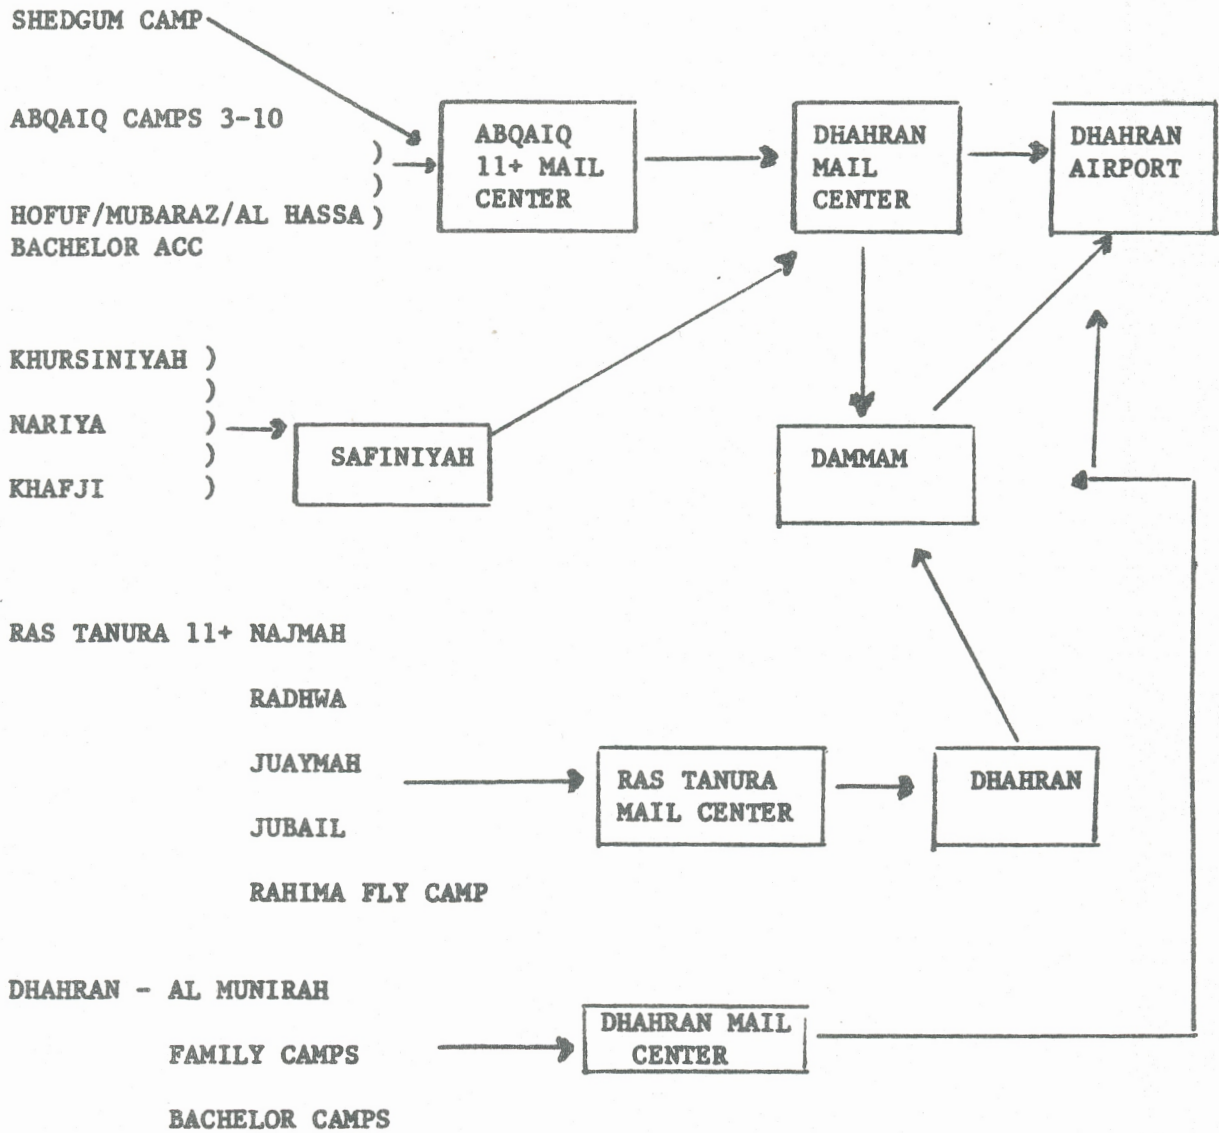 SHEDGUM CAMP
ABQAIQ CAMPS 3-10
)
)
HOFUF/MUBARAZ/AL HASSA )
BACHELOR ACC
ABQAIQ
11+ MAIL
CENTER
DHAHRAN
MAIL
CENTER
DHAHRAN
AIRPORT
KHURSINIYAH )
)
NARIYA )
)
KHAFJI )
SAFINIYAH
DAMMAM
RAS TANURA 11+ NAJMAH
RADHWA
JUAYMAH
JUBAIL
RAHIMA FLY CAMP
RAS TANURA
MAIL CENTER
DHAHRAN
DHAHRAN - AL MUNIRAH
FAMILY CAMPS
BACHELOR CAMPS
DHAHRAN MAIL
CENTER